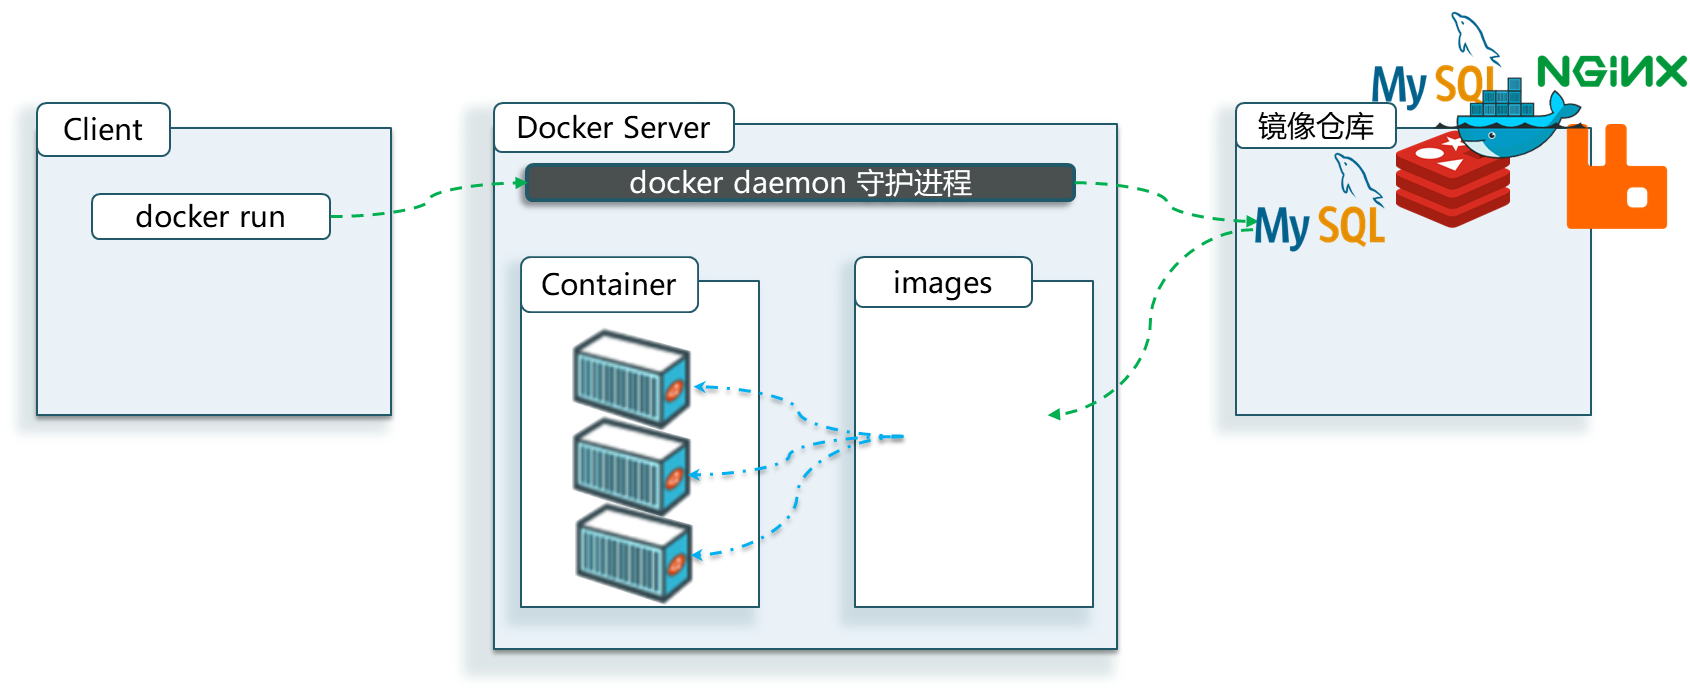 Client
docker run
Docker Server
docker daemon 守护进程
Container
images
镜像仓库
MySQL
NGINX
MySQL